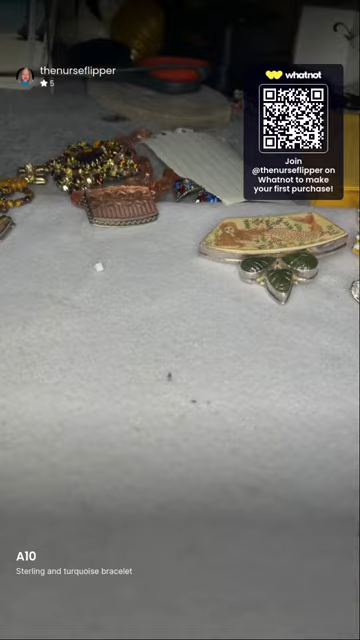 thenurseflipper
5
whatnot
Join
@thenurseflipper on
Whatnot to make
your first purchase!
A10
Sterling and turquoise bracelet